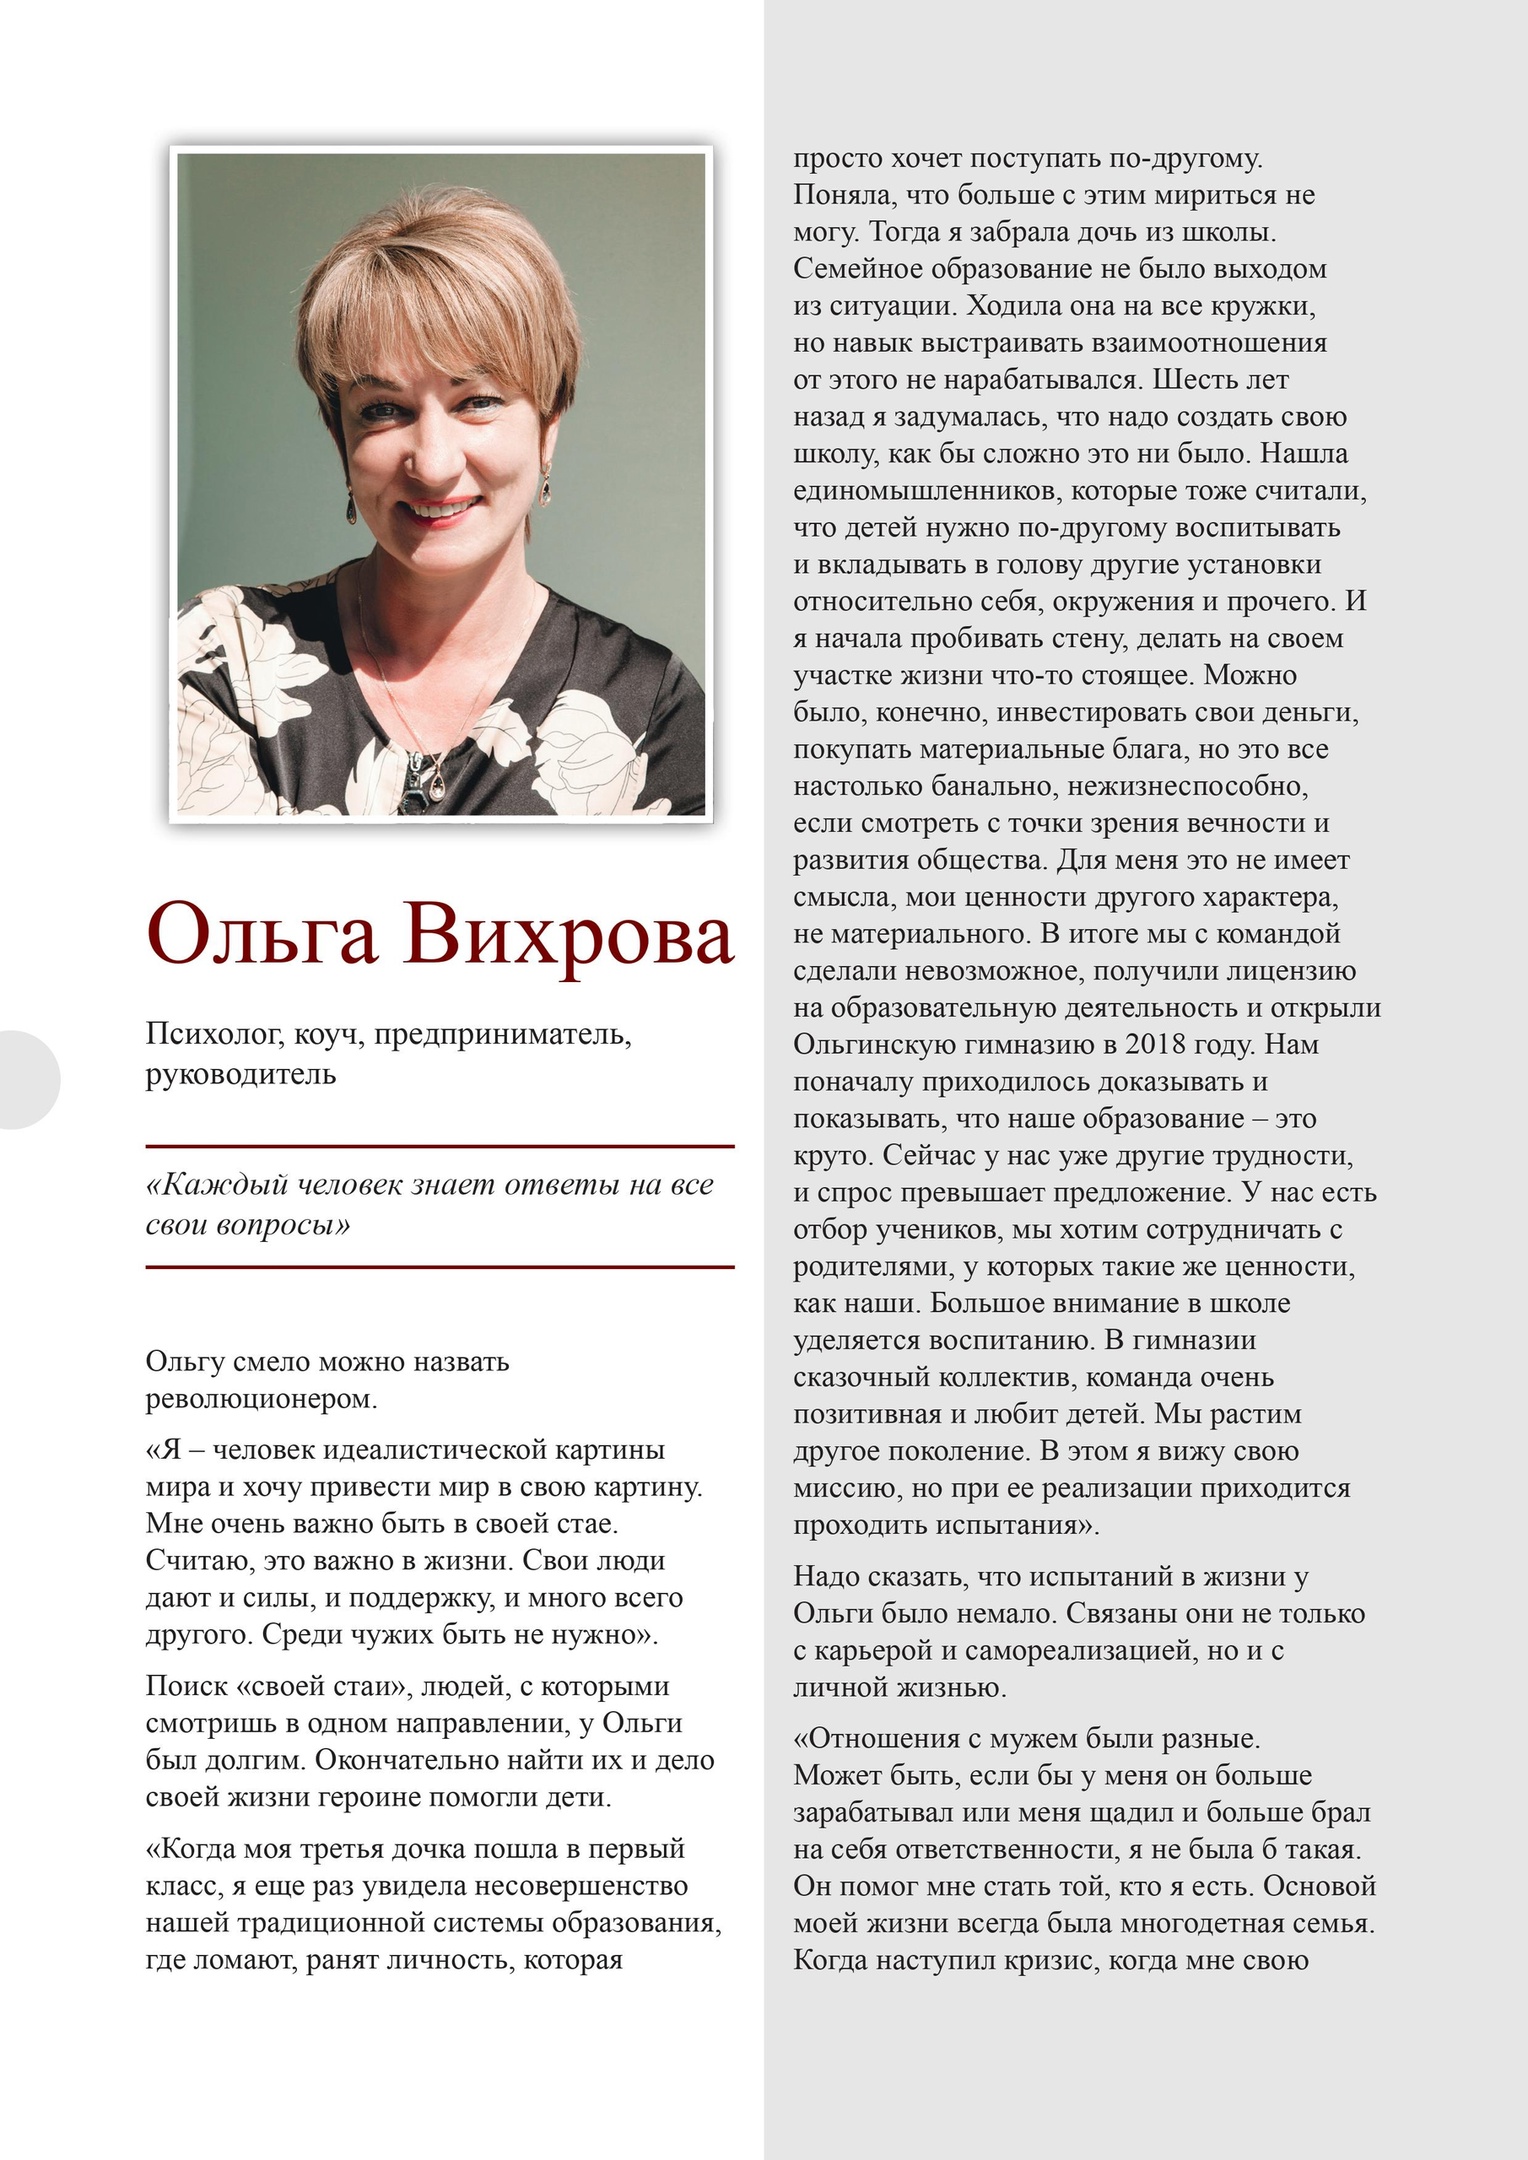 Ольга Вихрова
Психолог, коуч, предприниматель,
руководитель
«Каждый человек знает ответы на все
свои вопросы»
Ольгу смело можно назвать
революционером.
«Я – человек идеалистической картины
мира и хочу привести мир в свою картину.
Мне очень важно быть в своей стае.
Считаю, это важно в жизни. Свои люди
дают и силы, и поддержку, и много всего
другого. Среди чужих быть не нужно».
Поиск «своей стаи», людей, с которыми
смотришь в одном направлении, у Ольги
был долгим. Окончательно найти их и дело
своей жизни героине помогли дети.
«Когда моя третья дочка пошла в первый
класс, я еще раз увидела несовершенство
нашей традиционной системы образования,
где ломают, ранят личность, которая
просто хочет поступать по-другому.
Поняла, что больше с этим мириться не
могу. Тогда я забрала дочь из школы.
Семейное образование не было выходом
из ситуации. Ходила она на все кружки,
но навык выстраивать взаимоотношения
от этого не нарабатывался. Шесть лет
назад я задумалась, что надо создать свою
школу, как бы сложно это ни было. Нашла
единомышленников, которые тоже считали,
что детей нужно по-другому воспитывать
и вкладывать в голову другие установки
относительно себя, окружения и прочего. И
я начала пробивать стену, делать на своем
участке жизни что-то стоящее. Можно
было, конечно, инвестировать свои деньги,
покупать материальные блага, но это все
настолько банально, нежизнеспособно,
если смотреть с точки зрения вечности и
развития общества. Для меня это не имеет
смысла, мои ценности другого характера,
не материального. В итоге мы с командой
сделали невозможное, получили лицензию
на образовательную деятельность и открыли
Ольгинскую гимназию в 2018 году. Нам
поначалу приходилось доказывать и
показывать, что наше образование – это
круто. Сейчас у нас уже другие трудности,
и спрос превышает предложение. У нас есть
отбор учеников, мы хотим сотрудничать с
родителями, у которых такие же ценности,
как наши. Большое внимание в школе
уделяется воспитанию. В гимназии
сказочный коллектив, команда очень
позитивная и любит детей. Мы растим
другое поколение. В этом я вижу свою
миссию, но при ее реализации приходится
проходить испытания».
Надо сказать, что испытаний в жизни у
Ольги было немало. Связаны они не только
с карьерой и самореализацией, но и с
личной жизнью.
«Отношения с мужем были разные.
Может быть, если бы у меня он больше
зарабатывал или меня щадил и больше брал
на себя ответственности, я не была б такая.
Он помог мне стать той, кто я есть. Основой
моей жизни всегда была многодетная семья.
Когда наступил кризис, когда мне свою